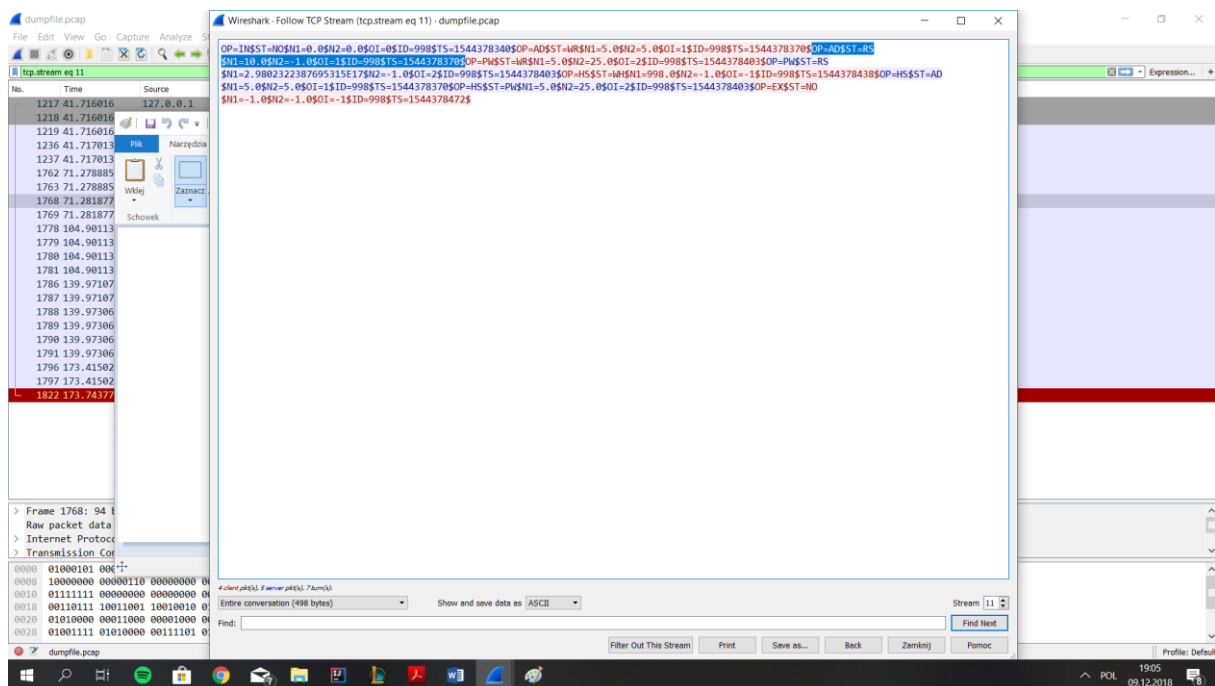 dumpfile.pcap
File Edit View Go Capture Analyze
tcp.stream eq 11
Expression... +
No. Time Source
1217 41.716016 127.0.0.1
1218 41.716016
1219 41.716016
1236 41.717013
1237 41.717013
1762 71.278885
1763 71.278885
1768 71.281877
1769 71.281877
1778 104.90113
1779 104.90113
1780 104.90113
1781 104.90113
1786 139.97107
1787 139.97107
1788 139.97306
1789 139.97306
1790 139.97306
1791 139.97306
1796 173.41502
1797 173.41502
1822 173.74377
Plik Narzędzia
Wklej
Zaznacz
Schowek
Wireshark · Follow TCP Stream (tcp.stream eq 11) · dumpfile.pcap
OP=IN$ST=NO$N1=0.0$N2=0.0$OI=0$ID=998$TS=1544378340$OP=AD$ST=WR$N1=5.0$N2=5.0$OI=1$ID=998$TS=1544378370$OP=AD$ST=RS
$N1=10.0$N2=-1.0$OI=1$ID=998$TS=1544378370$OP=PW$ST=WR$N1=5.0$N2=25.0$OI=2$ID=998$TS=1544378403$OP=PW$ST=RS
$N1=2.9802322387695315E17$N2=-1.0$OI=2$ID=998$TS=1544378403$OP=HS$ST=WH$N1=998.0$N2=-1.0$OI=-1$ID=998$TS=1544378438$OP=HS$ST=AD
$N1=5.0$N2=5.0$OI=1$ID=998$TS=1544378370$OP=HS$ST=PW$N1=5.0$N2=25.0$OI=2$ID=998$TS=1544378403$OP=EX$ST=NO
$N1=-1.0$N2=-1.0$OI=-1$ID=998$TS=1544378472$
4 client pkt(s), 5 server pkt(s), 7 turn(s).
Entire conversation (498 bytes) Show and save data as ASCII Stream 11
Find: Find Next
Filter Out This Stream Print Save as... Back Zamknij Pomoc
> Frame 1768: 94
Raw packet data
> Internet Protoc
> Transmission Co
0000 01000101
0008 10000000 00000110 00000000
0010 01111111 00000000 00000000
0018 00110111 10011001 10010010
0020 01010000 00011000 00001000
0028 01001111 01010000 00111101
dumpfile.pcap
Profile: Default
POL
19:05
09.12.2018